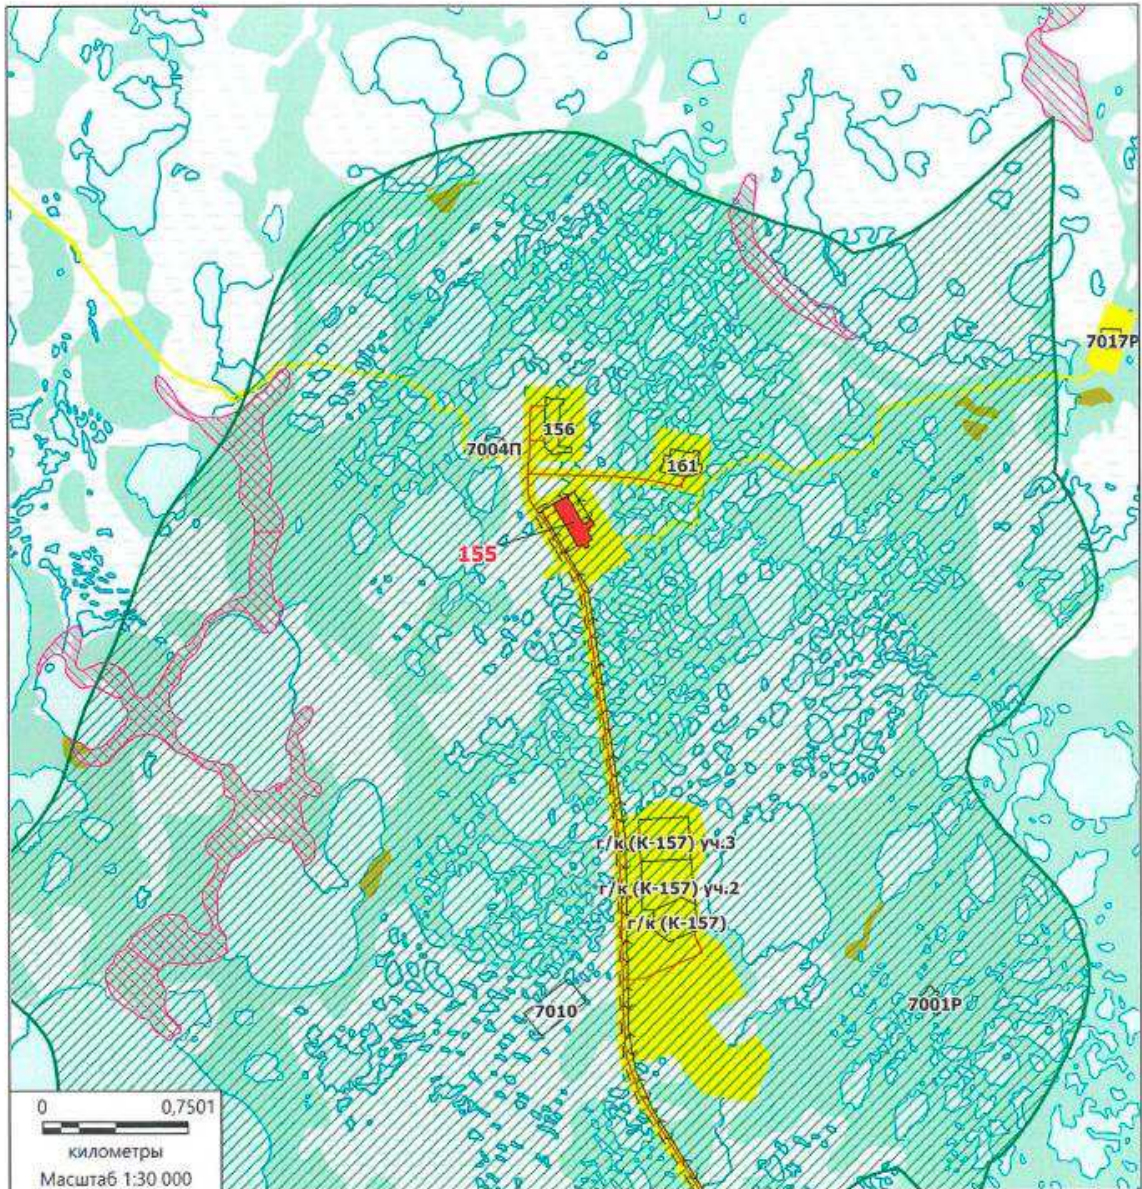 7017Р
156
7004П
161
155
г/к (К-157) уч.3
г/к (К-157) уч.2
г/к (К-157)
7001Р
7010
0 0,7501
километры
Масштаб 1:30 000